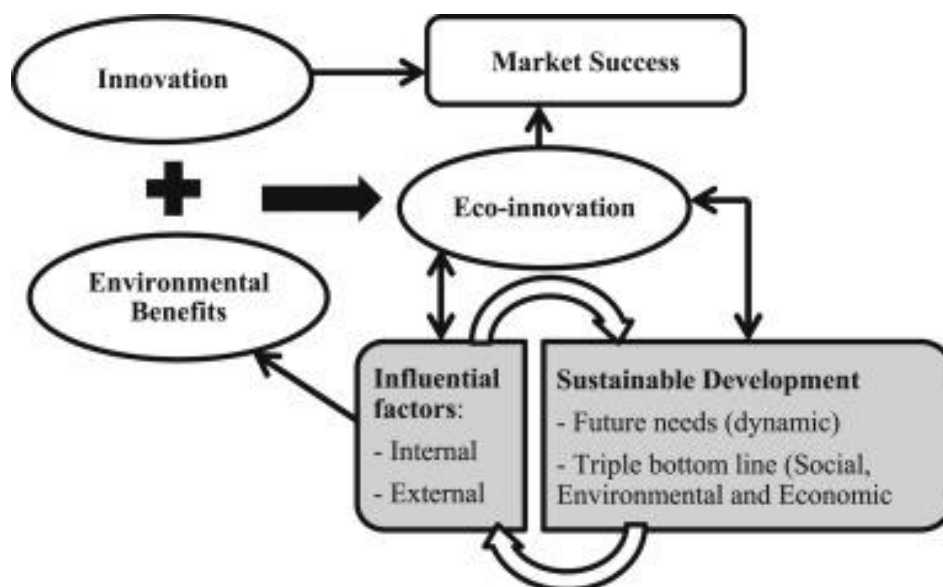 Innovation
Market Success
Eco-innovation
Environmental
Benefits
Influential
factors:
- Internal
- External
Sustainable Development
- Future needs (dynamic)
- Triple bottom line (Social,
Environmental and Economic